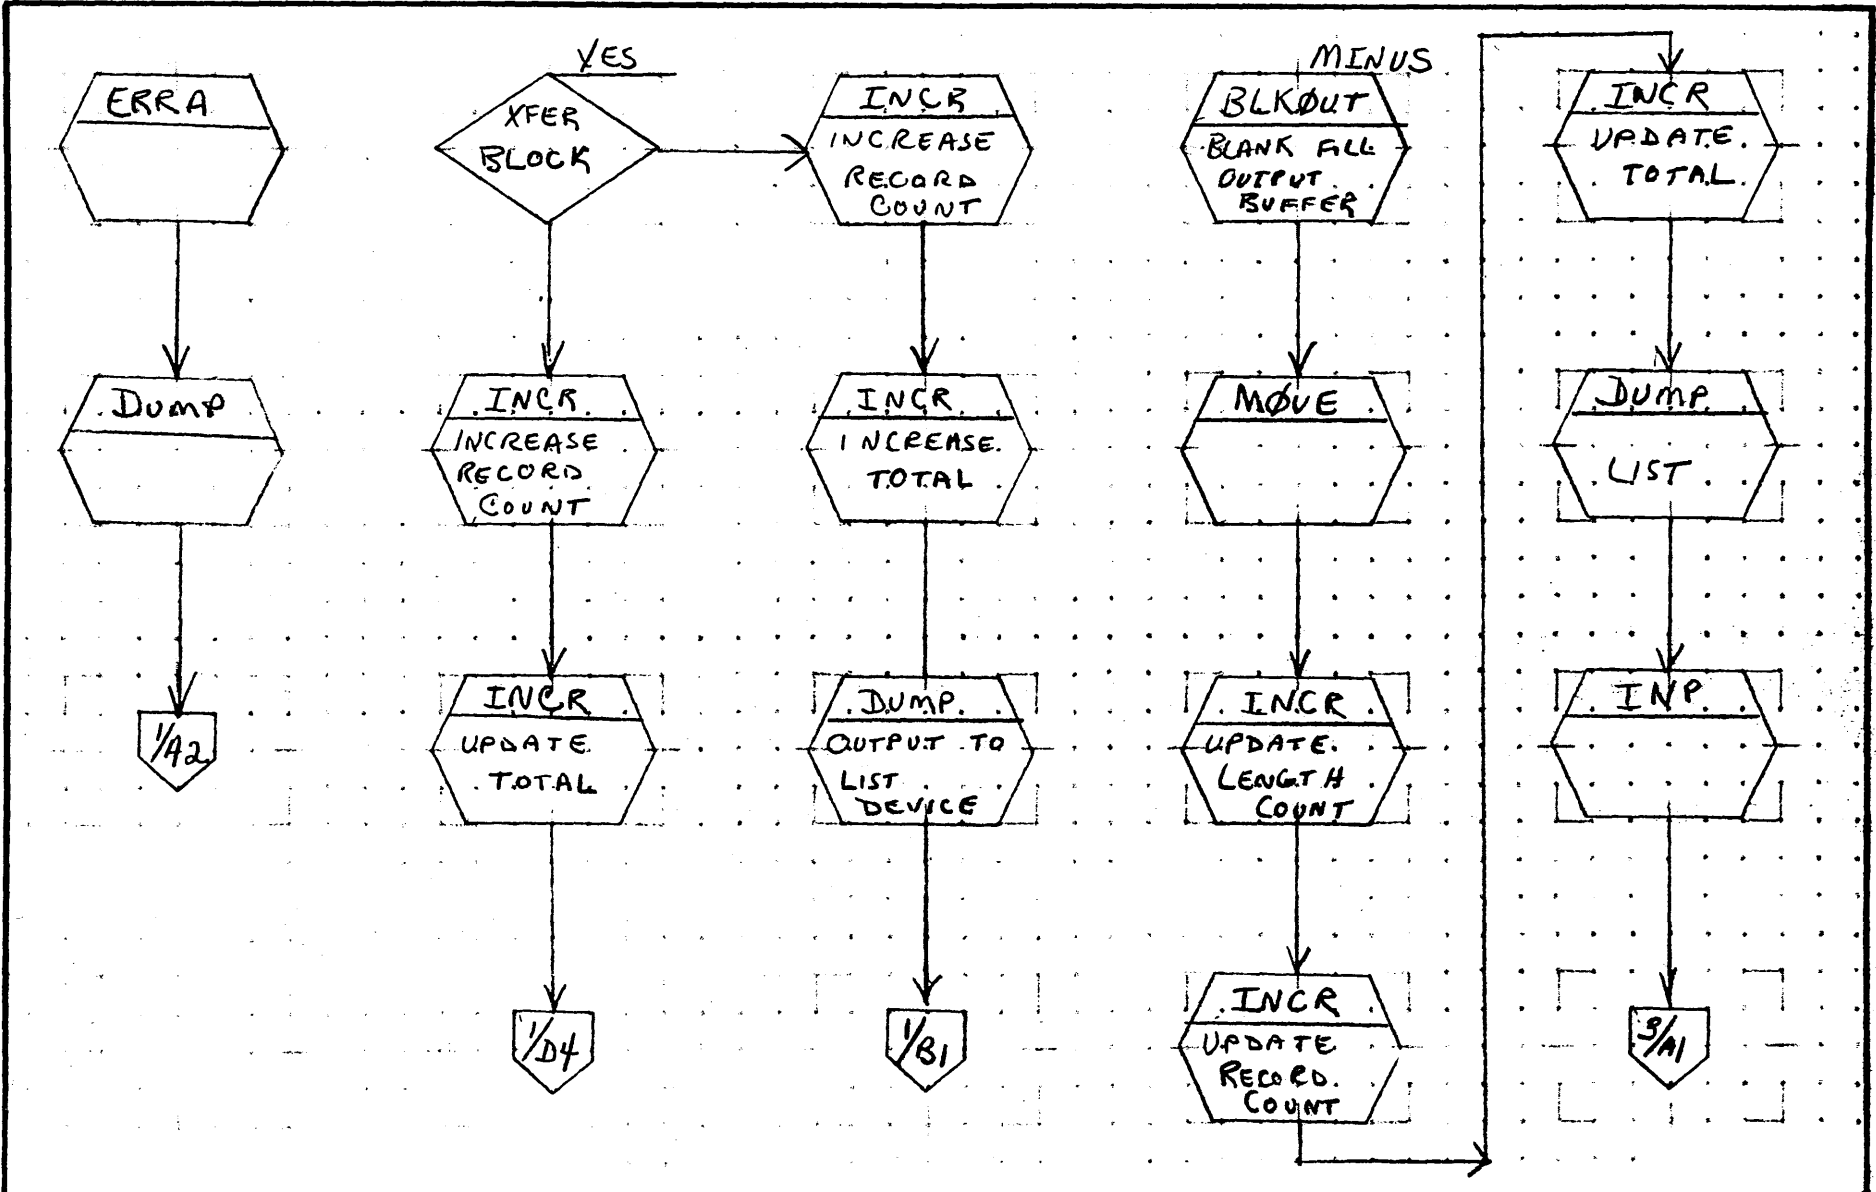 ERRA
DUMP
1/A2
YES
XFER
BLOCK
INCR
INCREASE
RECORD
COUNT
INCR
UPDATE
TOTAL
1/D4
INCR
INCREASE
RECORD
COUNT
INCR
INCREASE
TOTAL
DUMP
OUTPUT TO
LIST
DEVICE
1/B1
MINUS
BLKØUT
BLANK FILL
OUTPUT
BUFFER
MØVE
INCR
UPDATE
LENGTH
COUNT
INCR
UPDATE
RECORD
COUNT
INCR
UPDATE
TOTAL
DUMP
LIST
INP
3/A1